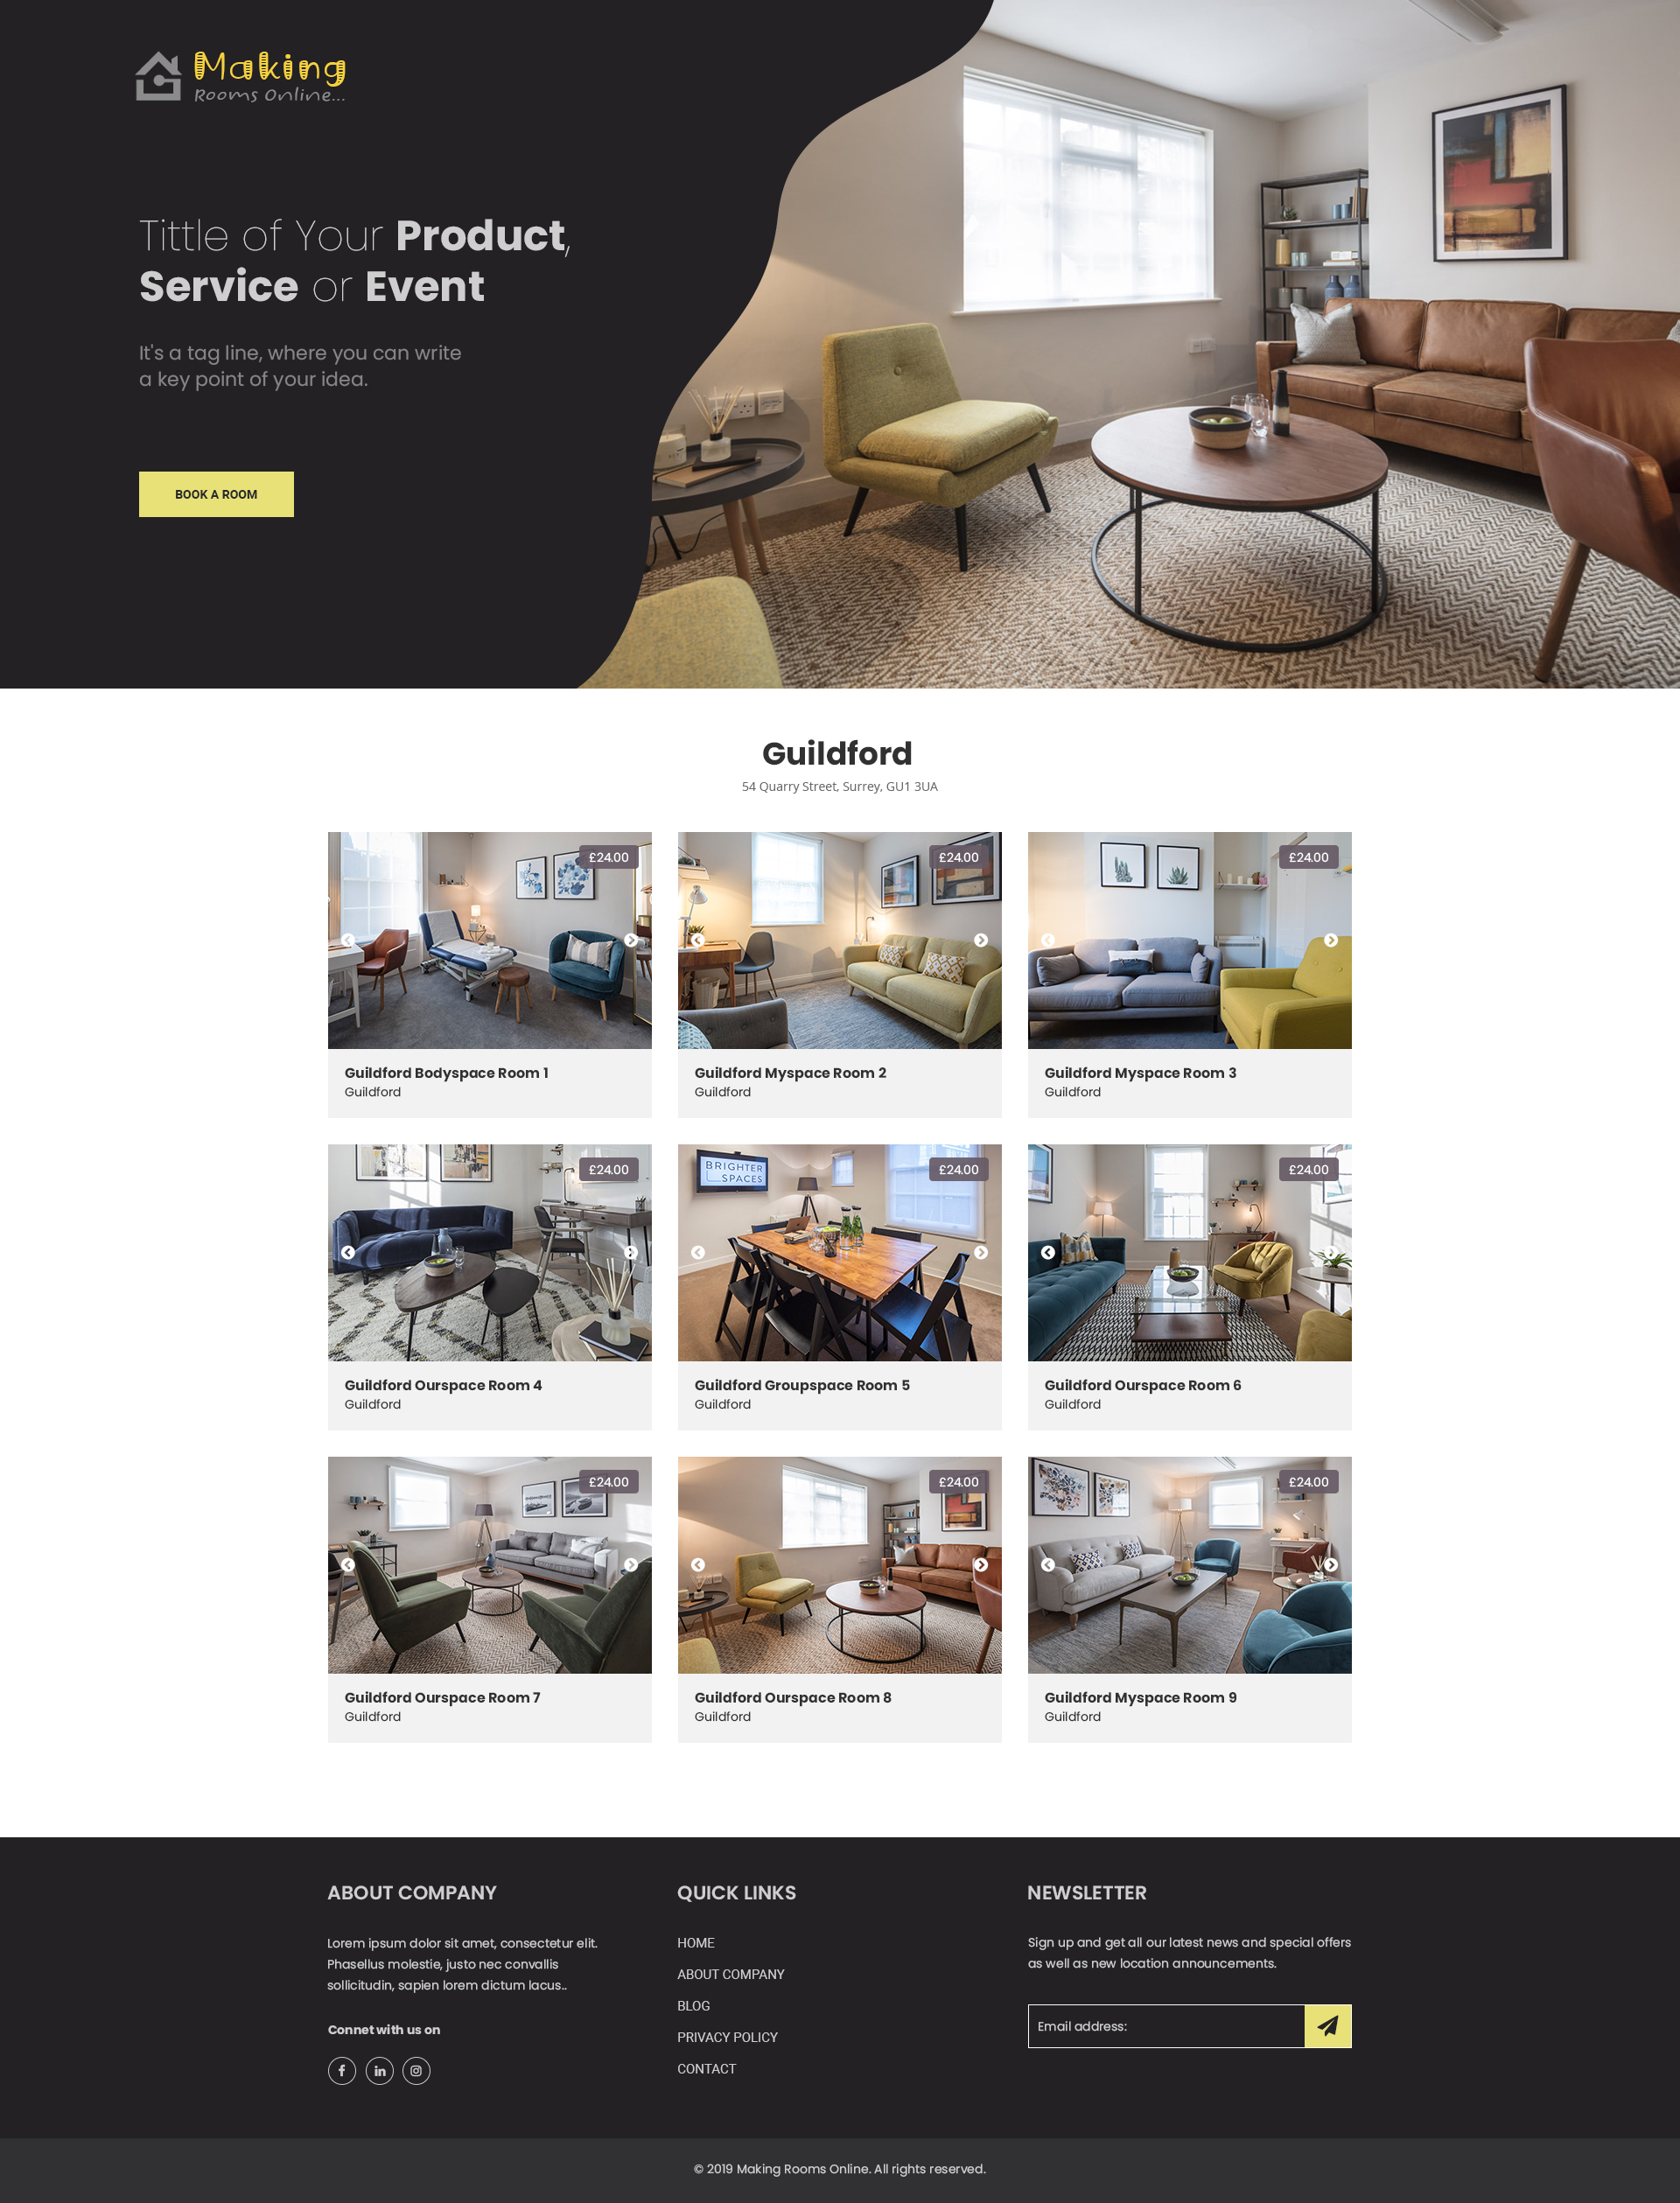 Making
Rooms Online...
Tittle of Your Product,
Service or Event
It's a tag line, where you can write
a key point of your idea.
BOOK A ROOM
Guildford
54 Quarry Street, Surrey, GU1 3UA
£24.00
£24.00
£24.00
Guildford Bodyspace Room 1
Guildford
Guildford Myspace Room 2
Guildford
Guildford Myspace Room 3
Guildford
£24.00
BRIGHTER
SPACES
£24.00
£24.00
Guildford Ourspace Room 4
Guildford
Guildford Groupspace Room 5
Guildford
Guildford Ourspace Room 6
Guildford
£24.00
£24.00
£24.00
Guildford Ourspace Room 7
Guildford
Guildford Ourspace Room 8
Guildford
Guildford Myspace Room 9
Guildford
ABOUT COMPANY
Lorem ipsum dolor sit amet, consectetur elit.
Phasellus molestie, justo nec convallis
sollicitudin, sapien lorem dictum lacus..
Connet with us on
QUICK LINKS
HOME
ABOUT COMPANY
BLOG
PRIVACY POLICY
CONTACT
NEWSLETTER
Sign up and get all our latest news and special offers
as well as new location announcements.
Email address:
© 2019 Making Rooms Online. All rights reserved.